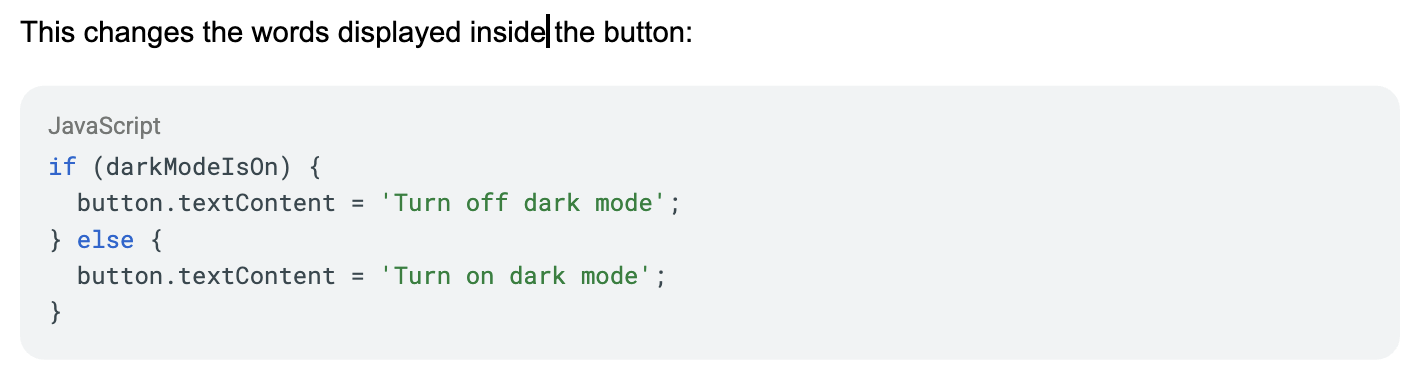 This changes the words displayed inside the button:
JavaScript
if (darkModeIsOn) {
  button.textContent = 'Turn off dark mode';
} else {
  button.textContent = 'Turn on dark mode';
}